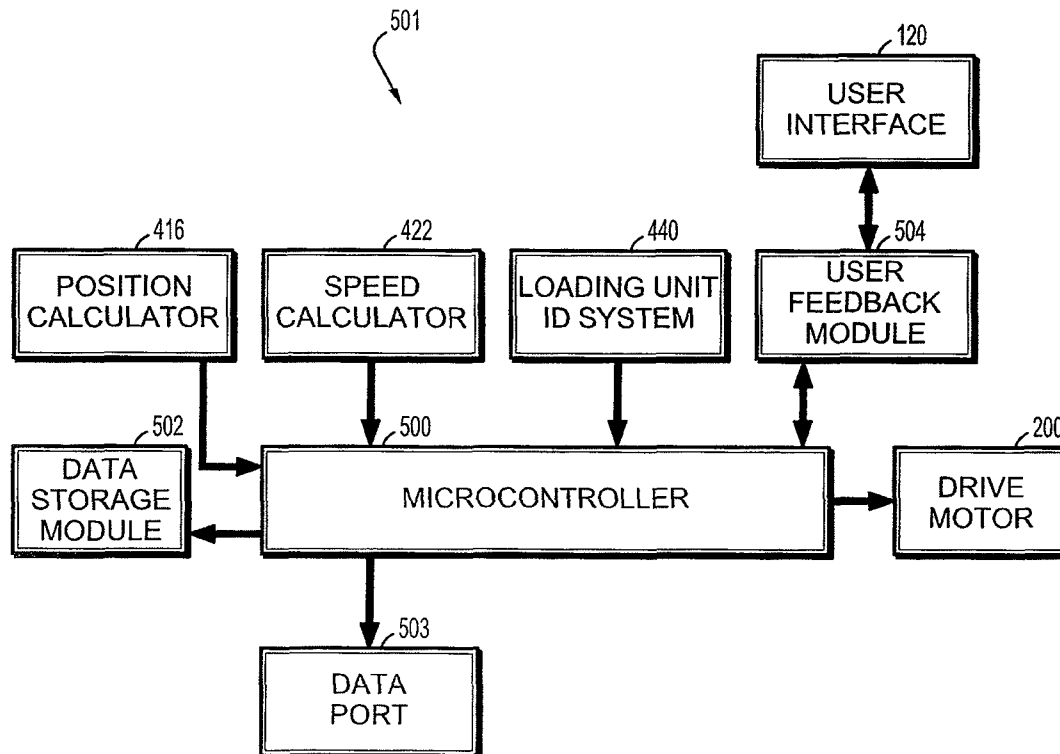 501
120
USER
INTERFACE
416
POSITION
CALCULATOR
422
SPEED
CALCULATOR
440
LOADING UNIT
ID SYSTEM
504
USER
FEEDBACK
MODULE
502
DATA
STORAGE
MODULE
500
MICROCONTROLLER
200
DRIVE
MOTOR
503
DATA
PORT